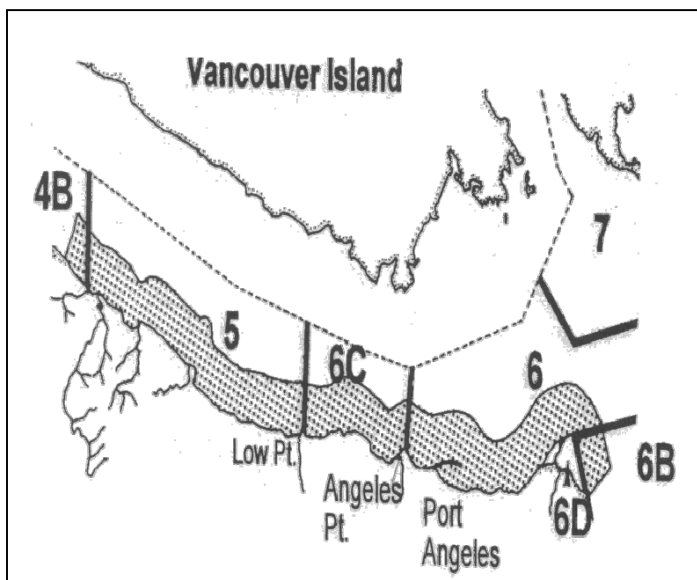 Vancouver Island
4B
7
5
6C
6
Low Pt.
Angeles
Pt.
Port
Angeles
6B
6D